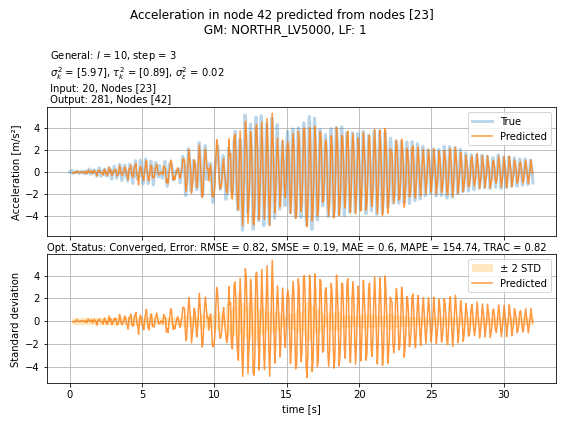 Acceleration in node 42 predicted from nodes [23]
GM: NORTHR_LV5000, LF: 1
General: l = 10, step = 3
σ²ₖ = [5.97], τ²ₖ = [0.89], σ²ε = 0.02
Input: 20, Nodes [23]
Output: 281, Nodes [42]
Acceleration [m/s²]
4
2
0
−2
−4
True
Predicted
Opt. Status: Converged, Error: RMSE = 0.82, SMSE = 0.19, MAE = 0.6, MAPE = 154.74, TRAC = 0.82
Standard deviation
4
2
0
−2
−4
± 2 STD
Predicted
0 5 10 15 20 25 30
time [s]